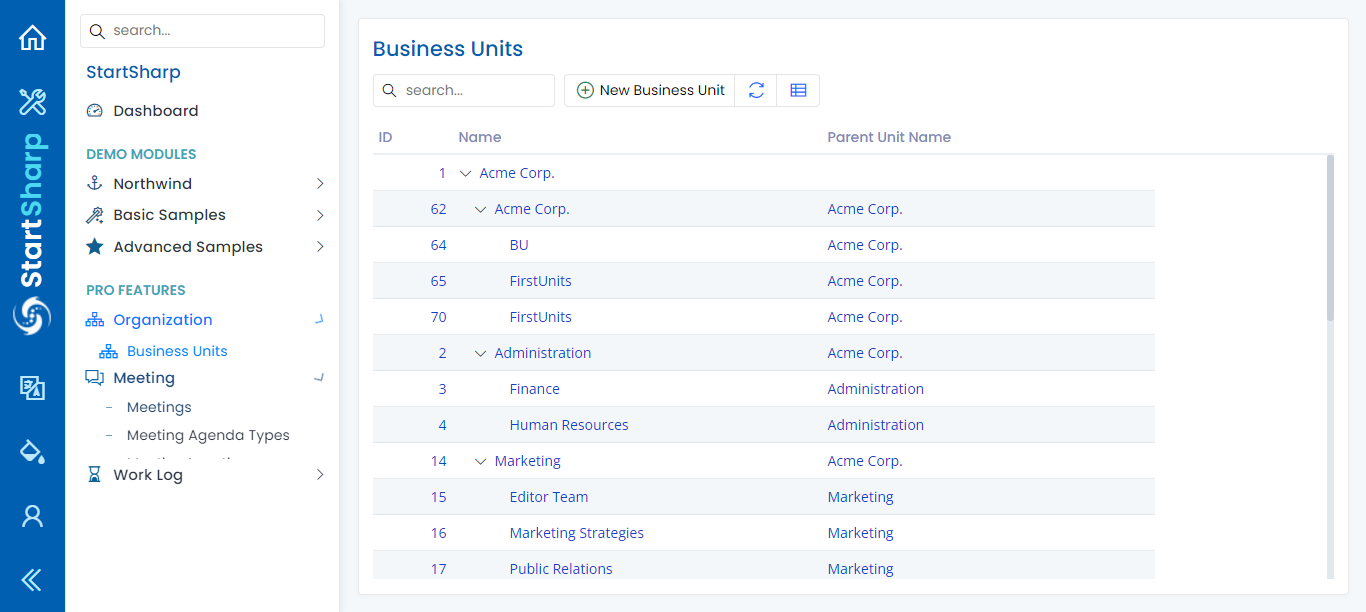 StartSharp
search...
StartSharp
Dashboard
DEMO MODULES
Northwind
Basic Samples
Advanced Samples
PRO FEATURES
Organization
Business Units
Meeting
Meetings
Meeting Agenda Types
Work Log
Business Units
search...
New Business Unit
ID Name Parent Unit Name
1 Acme Corp.
62 Acme Corp. Acme Corp.
64 BU Acme Corp.
65 FirstUnits Acme Corp.
70 FirstUnits Acme Corp.
2 Administration Acme Corp.
3 Finance Administration
4 Human Resources Administration
14 Marketing Acme Corp.
15 Editor Team Marketing
16 Marketing Strategies Marketing
17 Public Relations Marketing